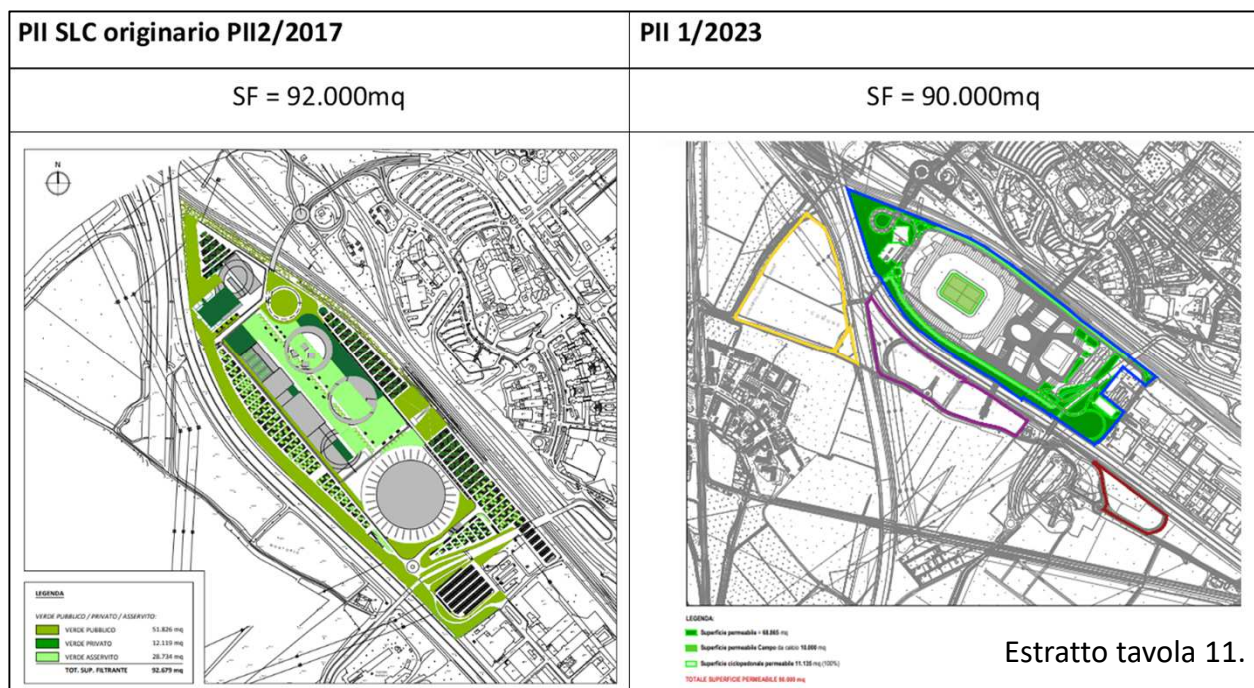 PII SLC originario PII2/2017
PII 1/2023
SF = 92.000mq
SF = 90.000mq
N
LEGENDA
VERDE PUBBLICO / PRIVATO / ASSERVITO:
VERDE PUBBLICO 51.826 mq
VERDE PRIVATO 12.119 mq
VERDE ASSERVITO 28.734 mq
TOT. SUP. FILTRANTE 92.679 mq
LEGENDA:
Superficie permeabile = 68.865 mq
Superficie permeabile Campo da calcio 10.000 mq
Superficie ciclopedonale permeabile 11.135 mq (100%)
TOTALE SUPERFICIE PERMEABILE 90.000 mq
Estratto tavola 11.